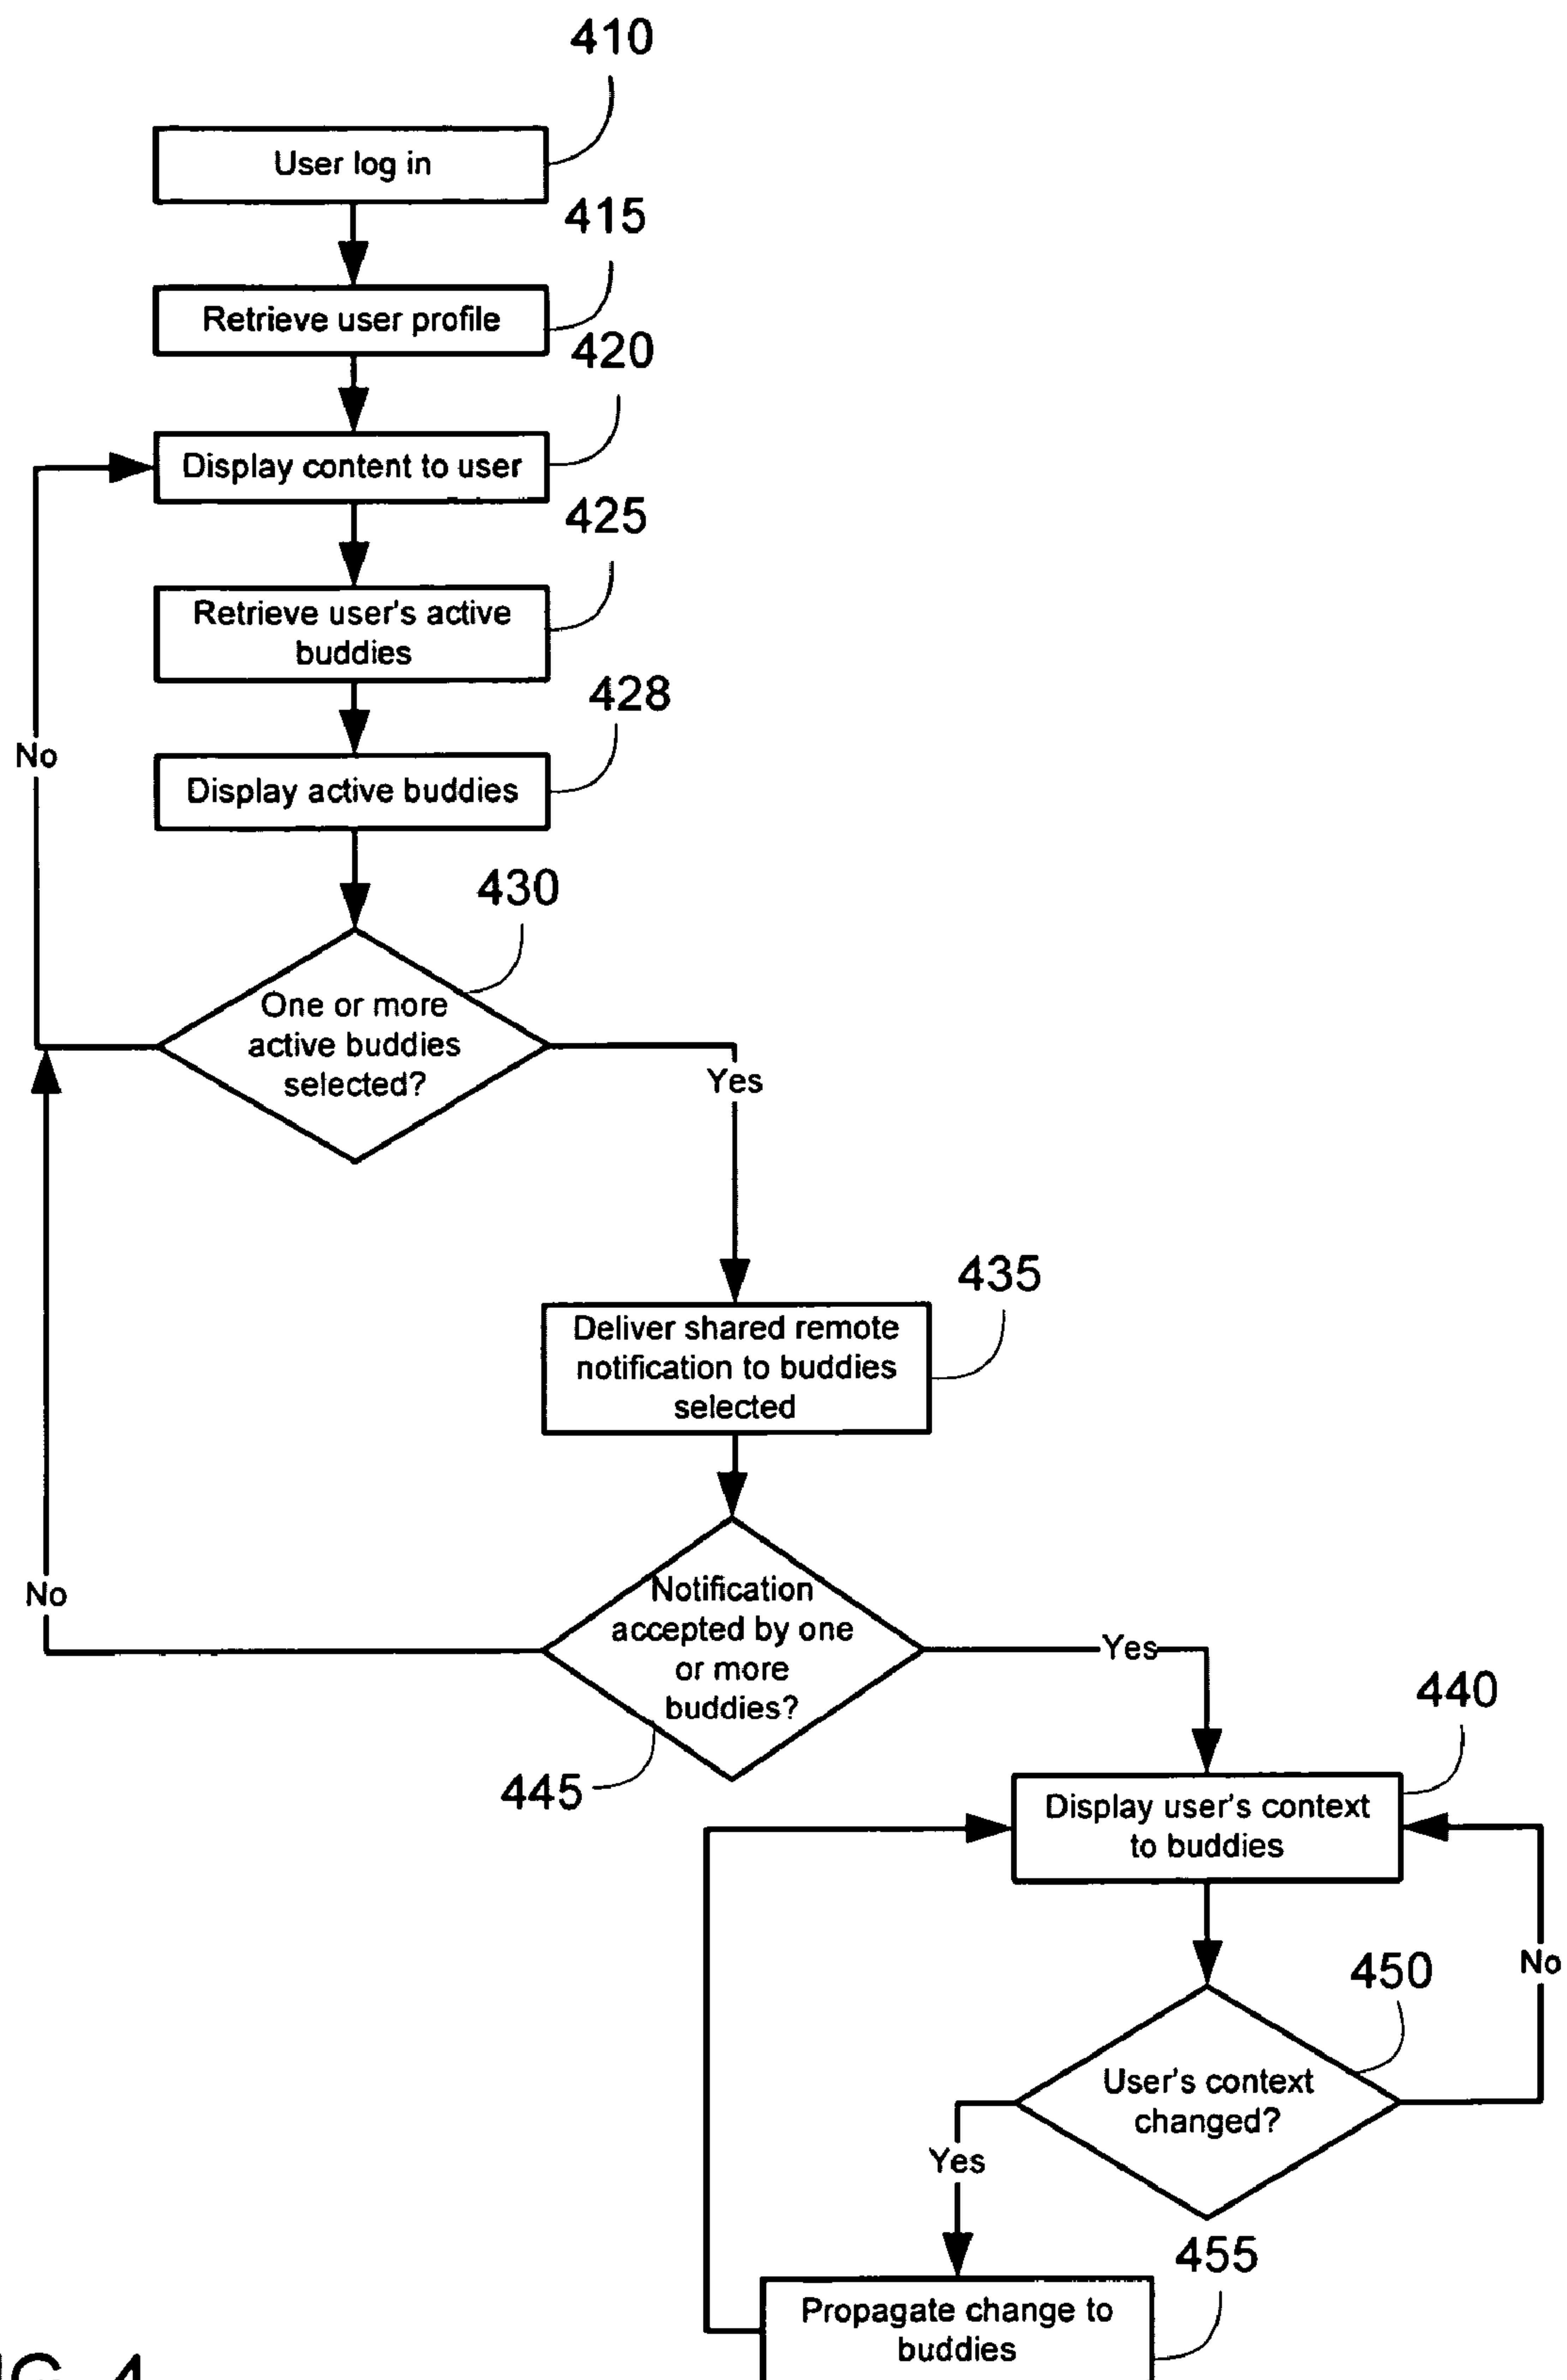 410
User log in
415
Retrieve user profile
420
Display content to user
425
Retrieve user's active
buddies
428
No
Display active buddies
430
One or more
active buddies
selected?
Yes
435
Deliver shared remote
notification to buddies
selected
No
Notification
accepted by one
or more
buddies?
Yes
440
445
Display user's context
to buddies
No
450
User's context
changed?
Yes
455
Propagate change to
buddies